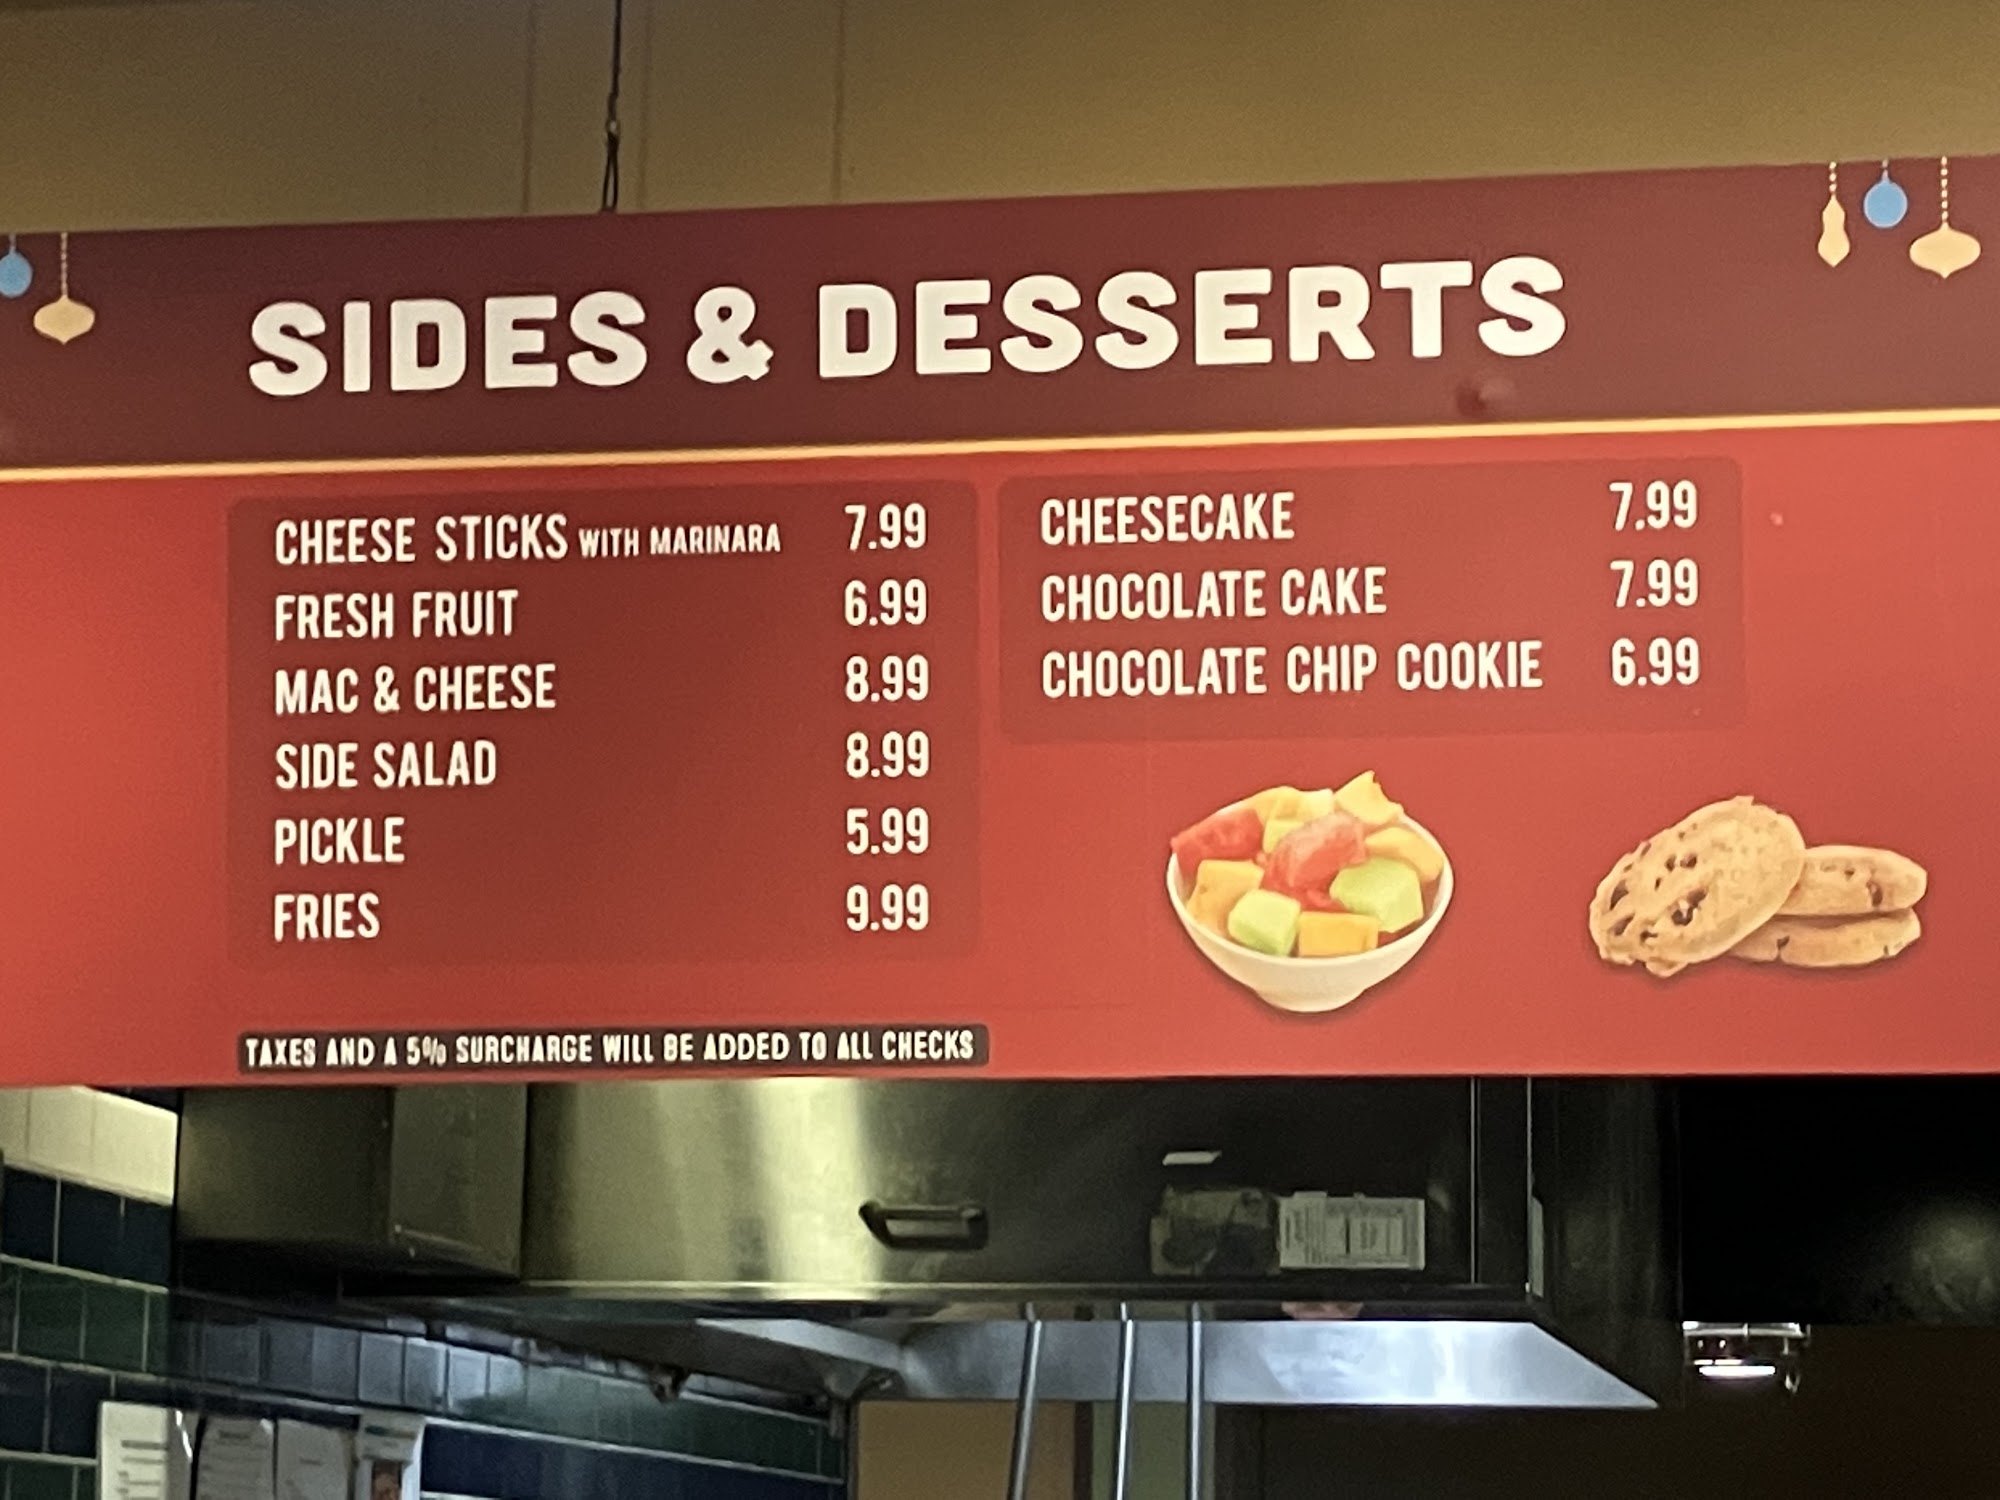 SIDES & DESSERTS
CHEESE STICKS WITH MARINARA 7.99
FRESH FRUIT 6.99
MAC & CHEESE 8.99
SIDE SALAD 8.99
PICKLE 5.99
FRIES 9.99
CHEESECAKE 7.99
CHOCOLATE CAKE 7.99
CHOCOLATE CHIP COOKIE 6.99
TAXES AND A 5% SURCHARGE WILL BE ADDED TO ALL CHECKS